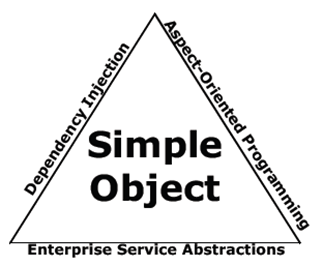 Dependency Injection
Aspect-Oriented Programming
Simple
Object
Enterprise Service Abstractions